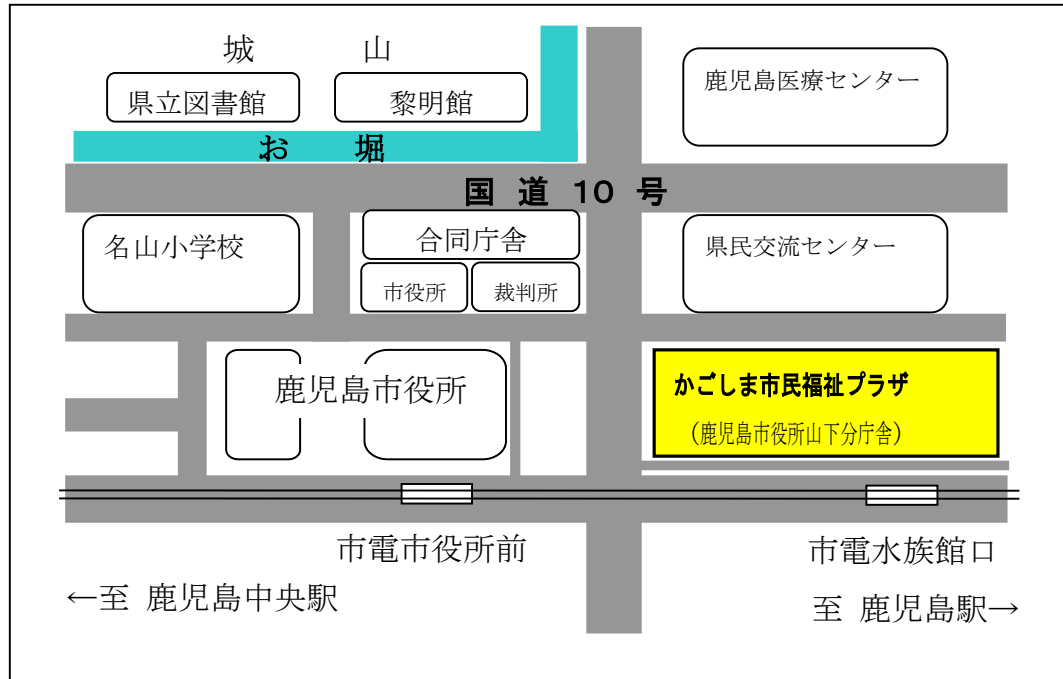 城 山
県立図書館
黎明館
鹿児島医療センター
お 堀
国 道 10 号
名山小学校
合同庁舎
市役所
裁判所
県民交流センター
鹿児島市役所
かごしま市民福祉プラザ
(鹿児島市役所山下分庁舎)
市電市役所前
市電水族館口
←至 鹿児島中央駅
至 鹿児島駅→